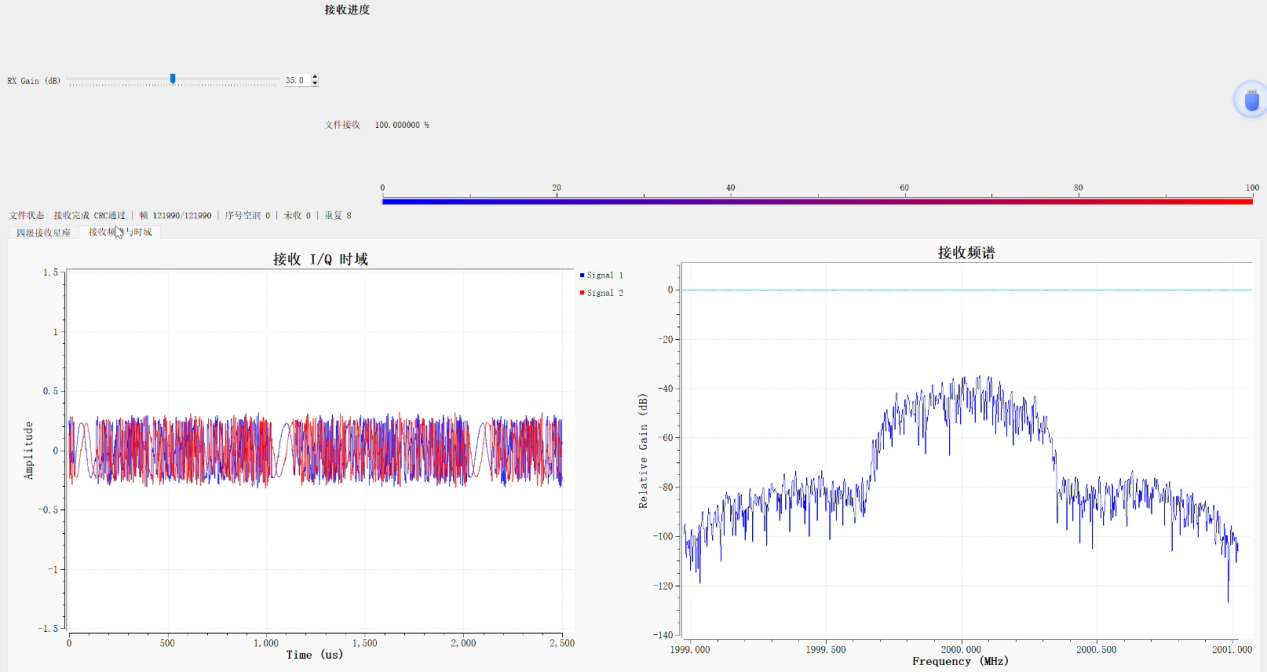 接收进度
RX Gain (dB) 35.0
文件接收 100.000000 %
0 20 40 60 80 100
文件状态 接收完成 CRC通过 | 帧 121990/121990 | 序号空洞 0 | 未收 0 | 重复 8
四级接收星座 接收频谱与时域
接收 I/Q 时域
Signal 1
Signal 2
Amplitude
1.5
1
0.5
0
-0.5
-1
-1.5
0 500 1,000 1,500 2,000 2,500
Time (us)
接收频谱
Relative Gain (dB)
0
-20
-40
-60
-80
-100
-120
-140
1999.000 1999.500 2000.000 2000.500 2001.000
Frequency (MHz)